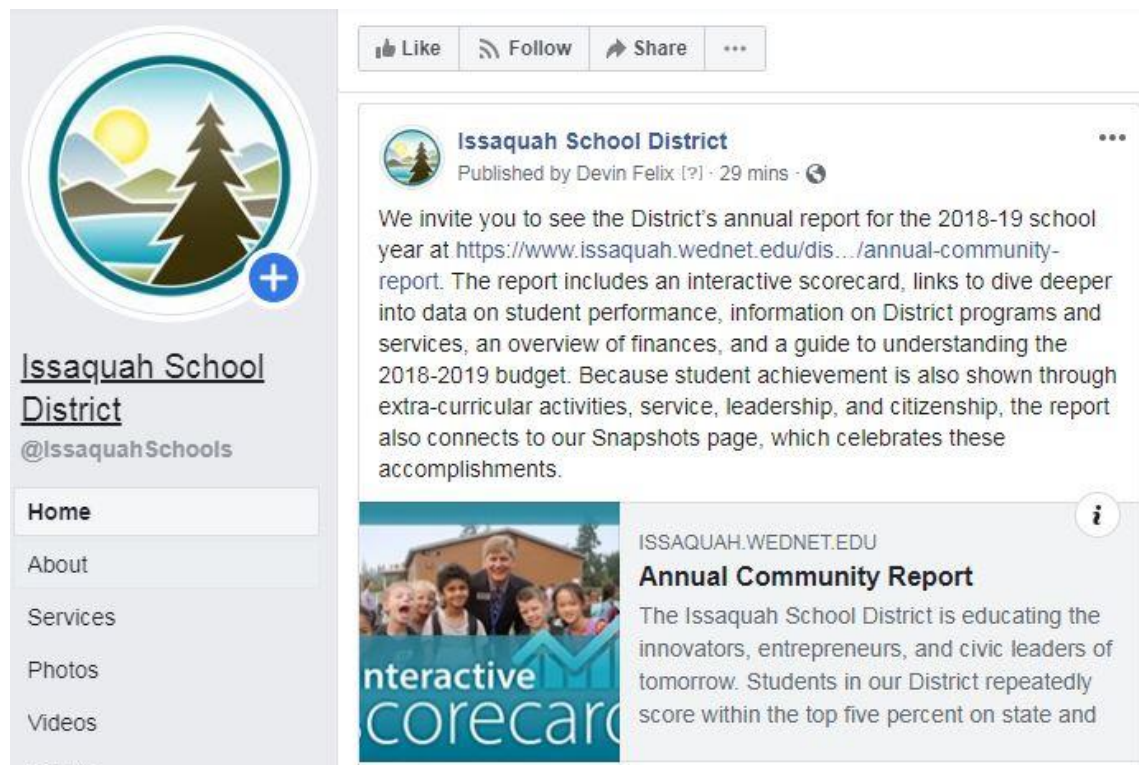 Like
Follow
Share
Issaquah School District
Published by Devin Felix [?] · 29 mins ·
We invite you to see the District's annual report for the 2018-19 school
year at https://www.issaquah.wednet.edu/dis.../annual-community-
report. The report includes an interactive scorecard, links to dive deeper
into data on student performance, information on District programs and
services, an overview of finances, and a guide to understanding the
2018-2019 budget. Because student achievement is also shown through
extra-curricular activities, service, leadership, and citizenship, the report
also connects to our Snapshots page, which celebrates these
accomplishments.
Issaquah School
District
@IssaquahSchools
Home
About
Services
Photos
Videos
nteractive
corecar
ISSAQUAH.WEDNET.EDU
Annual Community Report
The Issaquah School District is educating the
innovators, entrepreneurs, and civic leaders of
tomorrow. Students in our District repeatedly
score within the top five percent on state and